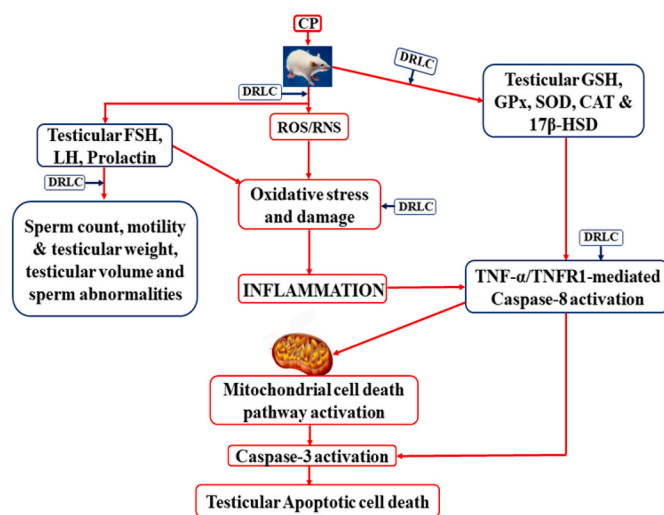 CP
DRLC
DRLC
Testicular GSH,
GPx, SOD, CAT &
17β-HSD
Testicular FSH,
LH, Prolactin
ROS/RNS
DRLC
Oxidative stress
and damage
DRLC
Sperm count, motility
& testicular weight,
testicular volume and
sperm abnormalities
DRLC
INFLAMMATION
TNF-α/TNFR1-mediated
Caspase-8 activation
Mitochondrial cell death
pathway activation
Caspase-3 activation
Testicular Apoptotic cell death